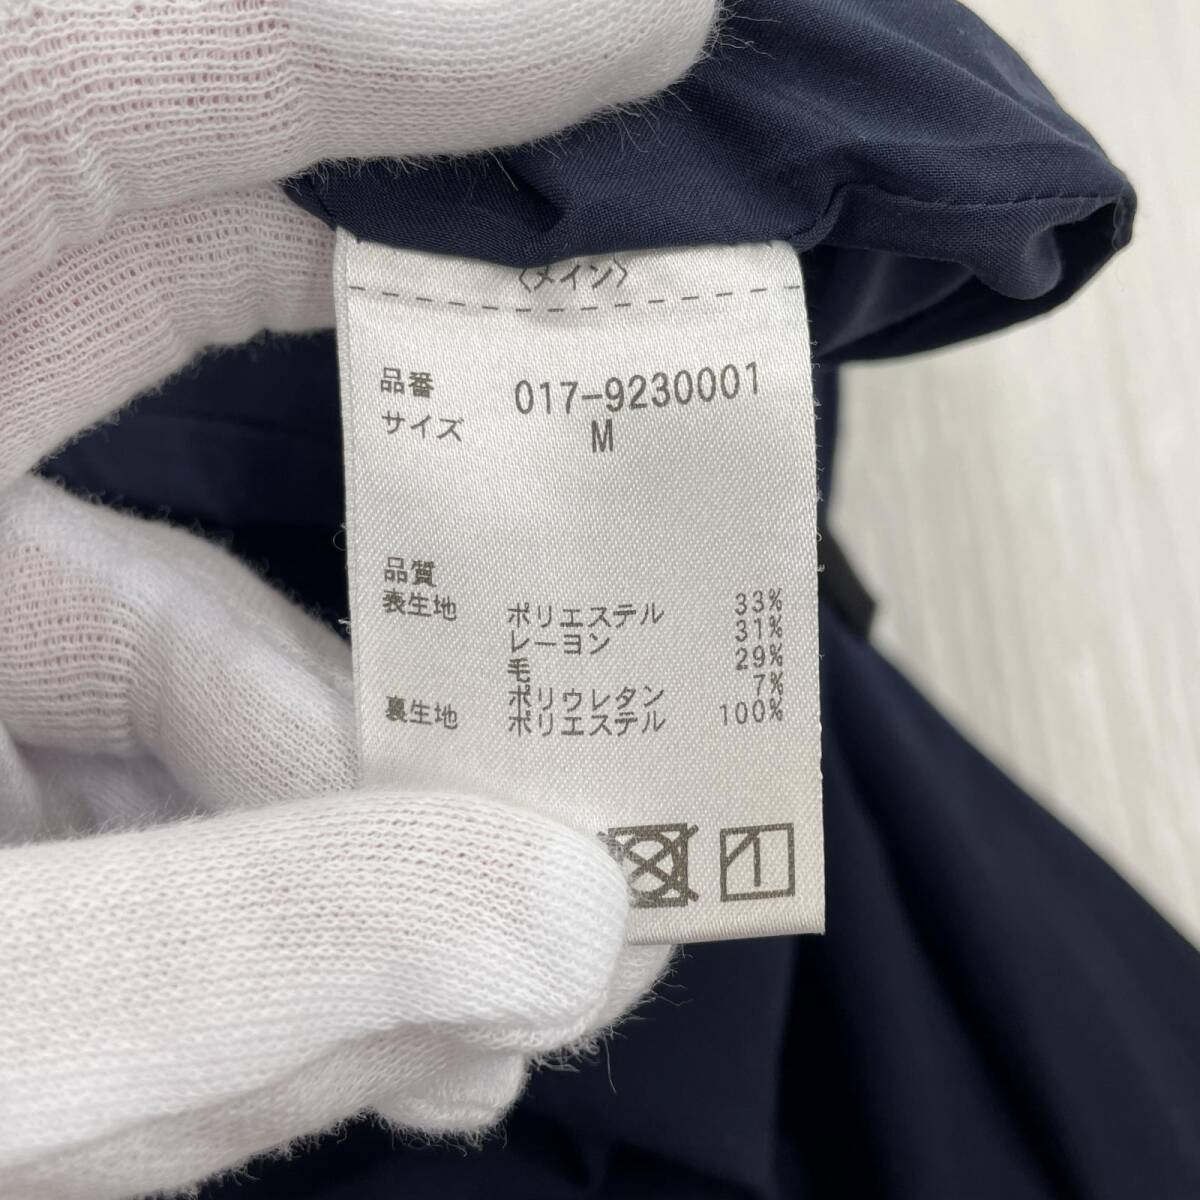 〈メイン〉
品番 017-9230001
サイズ M
品質
表生地 ポリエステル 33%
レーヨン 31%
毛 29%
ポリウレタン 7%
裏生地 ポリエステル 100%